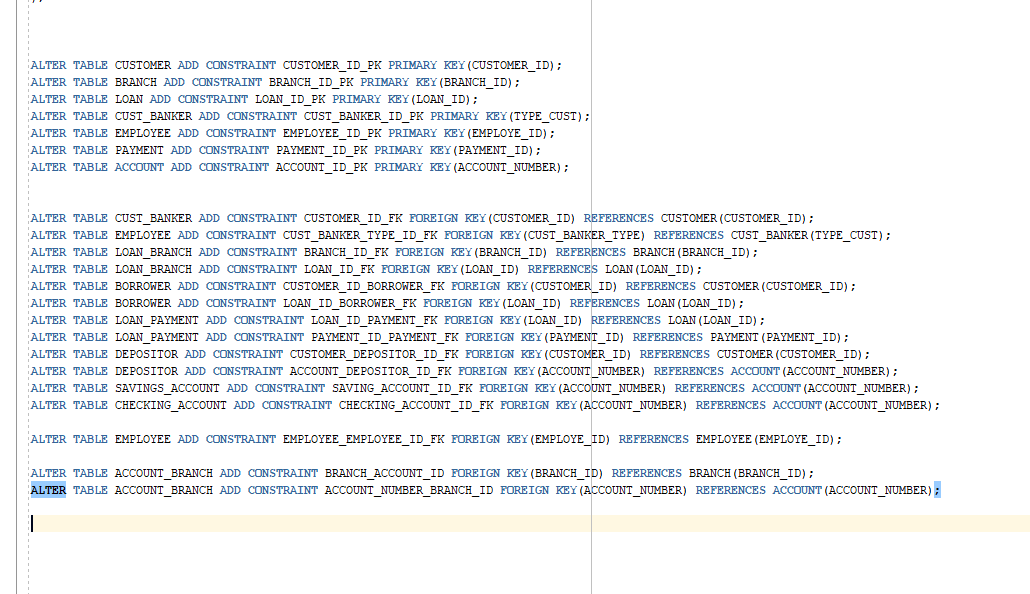 ALTER TABLE CUSTOMER ADD CONSTRAINT CUSTOMER_ID_PK PRIMARY KEY(CUSTOMER_ID);
ALTER TABLE BRANCH ADD CONSTRAINT BRANCH_ID_PK PRIMARY KEY(BRANCH_ID);
ALTER TABLE LOAN ADD CONSTRAINT LOAN_ID_PK PRIMARY KEY(LOAN_ID);
ALTER TABLE CUST_BANKER ADD CONSTRAINT CUST_BANKER_ID_PK PRIMARY KEY(TYPE_CUST);
ALTER TABLE EMPLOYEE ADD CONSTRAINT EMPLOYEE_ID_PK PRIMARY KEY(EMPLOYE_ID);
ALTER TABLE PAYMENT ADD CONSTRAINT PAYMENT_ID_PK PRIMARY KEY(PAYMENT_ID);
ALTER TABLE ACCOUNT ADD CONSTRAINT ACCOUNT_ID_PK PRIMARY KEY(ACCOUNT_NUMBER);
ALTER TABLE CUST_BANKER ADD CONSTRAINT CUSTOMER_ID_FK FOREIGN KEY(CUSTOMER_ID) REFERENCES CUSTOMER(CUSTOMER_ID);
ALTER TABLE EMPLOYEE ADD CONSTRAINT CUST_BANKER_TYPE_ID_FK FOREIGN KEY(CUST_BANKER_TYPE) REFERENCES CUST_BANKER(TYPE_CUST);
ALTER TABLE LOAN_BRANCH ADD CONSTRAINT BRANCH_ID_FK FOREIGN KEY(BRANCH_ID) REFERENCES BRANCH(BRANCH_ID);
ALTER TABLE LOAN_BRANCH ADD CONSTRAINT LOAN_ID_FK FOREIGN KEY(LOAN_ID) REFERENCES LOAN(LOAN_ID);
ALTER TABLE BORROWER ADD CONSTRAINT CUSTOMER_ID_BORROWER_FK FOREIGN KEY(CUSTOMER_ID) REFERENCES CUSTOMER(CUSTOMER_ID);
ALTER TABLE BORROWER ADD CONSTRAINT LOAN_ID_BORROWER_FK FOREIGN KEY(LOAN_ID) REFERENCES LOAN(LOAN_ID);
ALTER TABLE LOAN_PAYMENT ADD CONSTRAINT LOAN_ID_PAYMENT_FK FOREIGN KEY(LOAN_ID) REFERENCES LOAN(LOAN_ID);
ALTER TABLE LOAN_PAYMENT ADD CONSTRAINT PAYMENT_ID_PAYMENT_FK FOREIGN KEY(PAYMENT_ID) REFERENCES PAYMENT(PAYMENT_ID);
ALTER TABLE DEPOSITOR ADD CONSTRAINT CUSTOMER_DEPOSITOR_ID_FK FOREIGN KEY(CUSTOMER_ID) REFERENCES CUSTOMER(CUSTOMER_ID);
ALTER TABLE DEPOSITOR ADD CONSTRAINT ACCOUNT_DEPOSITOR_ID_FK FOREIGN KEY(ACCOUNT_NUMBER) REFERENCES ACCOUNT(ACCOUNT_NUMBER);
ALTER TABLE SAVINGS_ACCOUNT ADD CONSTRAINT SAVING_ACCOUNT_ID_FK FOREIGN KEY(ACCOUNT_NUMBER) REFERENCES ACCOUNT(ACCOUNT_NUMBER);
ALTER TABLE CHECKING_ACCOUNT ADD CONSTRAINT CHECKING_ACCOUNT_ID_FK FOREIGN KEY(ACCOUNT_NUMBER) REFERENCES ACCOUNT(ACCOUNT_NUMBER);
ALTER TABLE EMPLOYEE ADD CONSTRAINT EMPLOYEE_EMPLOYEE_ID_FK FOREIGN KEY(EMPLOYE_ID) REFERENCES EMPLOYEE(EMPLOYE_ID);
ALTER TABLE ACCOUNT_BRANCH ADD CONSTRAINT BRANCH_ACCOUNT_ID FOREIGN KEY(BRANCH_ID) REFERENCES BRANCH(BRANCH_ID);
ALTER TABLE ACCOUNT_BRANCH ADD CONSTRAINT ACCOUNT_NUMBER_BRANCH_ID FOREIGN KEY(ACCOUNT_NUMBER) REFERENCES ACCOUNT(ACCOUNT_NUMBER);